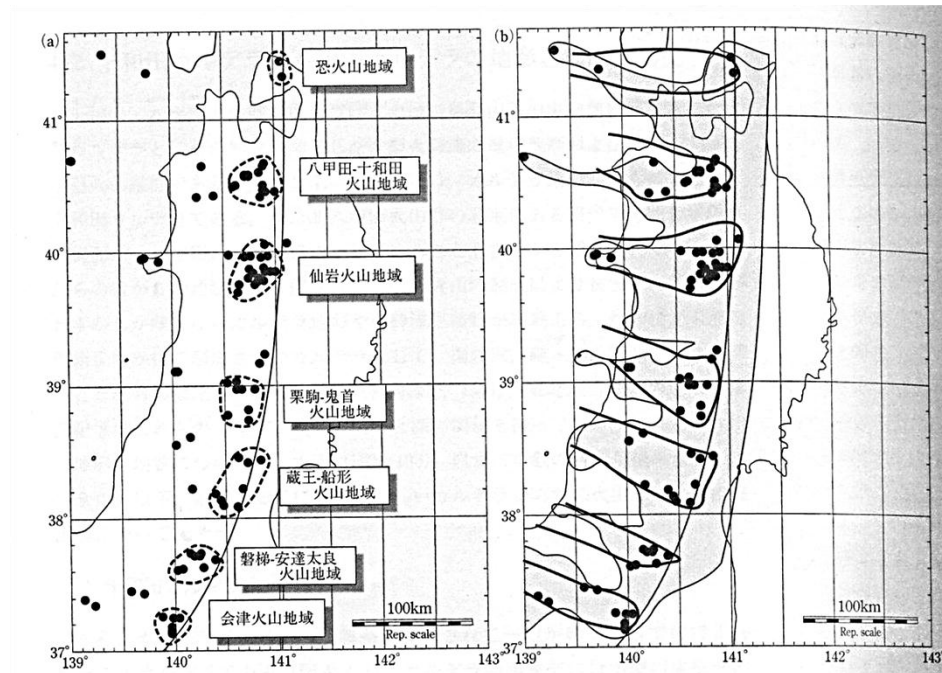 (a)
恐火山地域
八甲田-十和田
火山地域
仙岩火山地域
栗駒-鬼首
火山地域
蔵王-船形
火山地域
磐梯-安達太良
火山地域
会津火山地域
100km
Rep. scale
41°
40°
39°
38°
37°
139
140°
141°
142°
143°
(b)
41°
40°
39°
38°
37°
139°
140°
141°
142°
143°
100km
Rep. scale